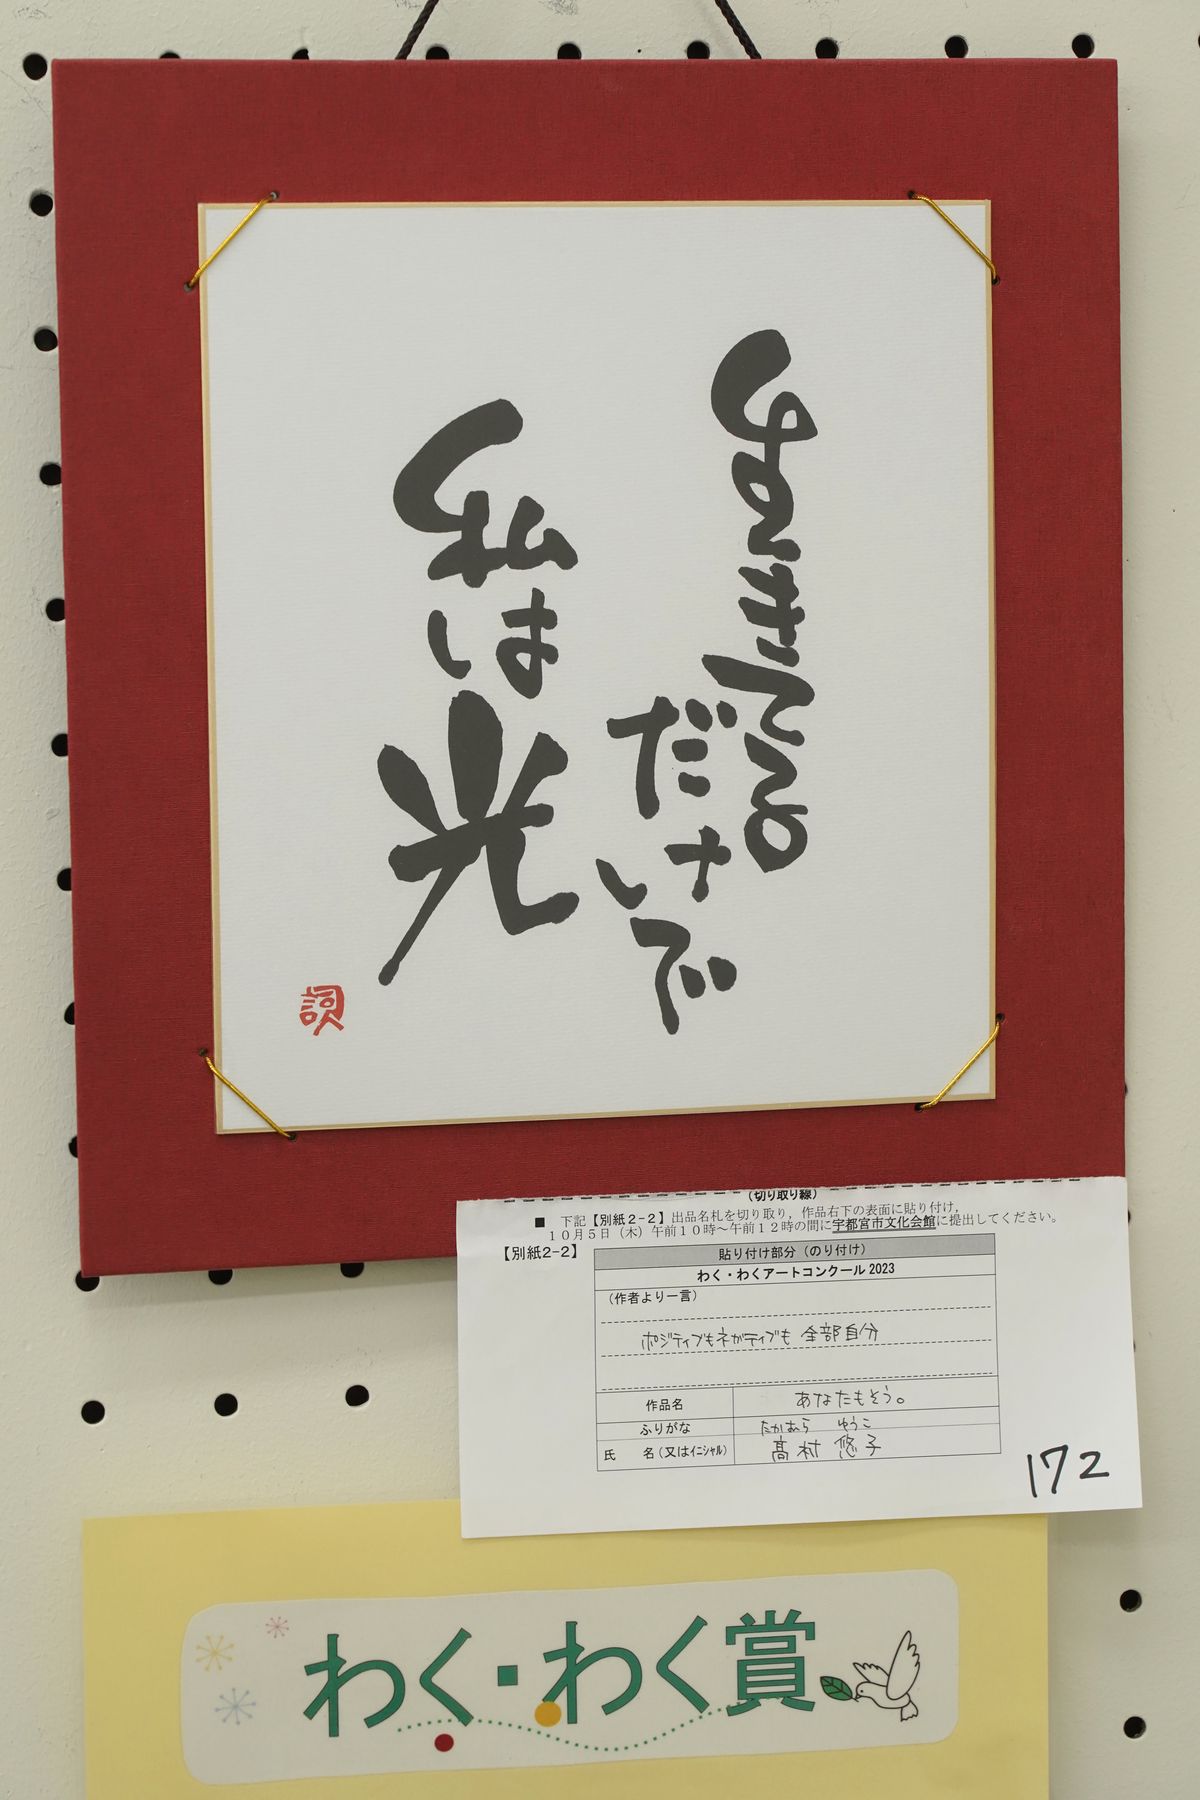 生きてる
だけで
私は光
(切り取り線)
■ 下記【別紙2-2】出品名札を切り取り，作品右下の表面に貼り付け，
10月5日（木）午前10時～午前12時の間に宇都宮市文化会館に提出してください。
【別紙2-2】
貼り付け部分（のり付け）
わく・わくアートコンクール 2023
（作者より一言）
ポジティブもネガティブも 全部自分
作品名 あなたもそう。
ふりがな たかむら ゆうこ
氏 名（又はイニシャル） 髙村 悠子
172
わく・わく賞